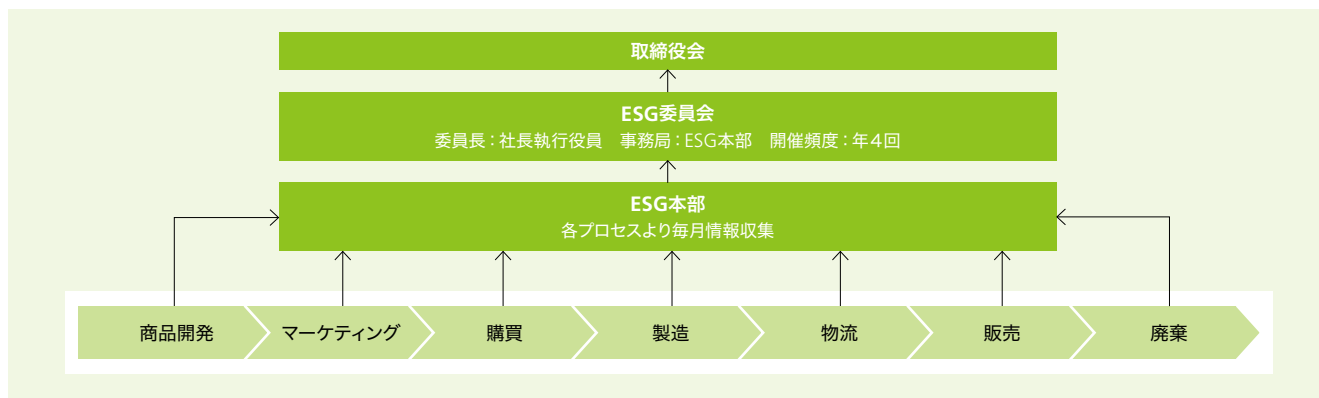 取締役会
ESG委員会
委員長：社長執行役員　事務局：ESG本部　開催頻度：年４回
ESG本部
各プロセスより毎月情報収集
商品開発
マーケティング
購買
製造
物流
販売
廃棄